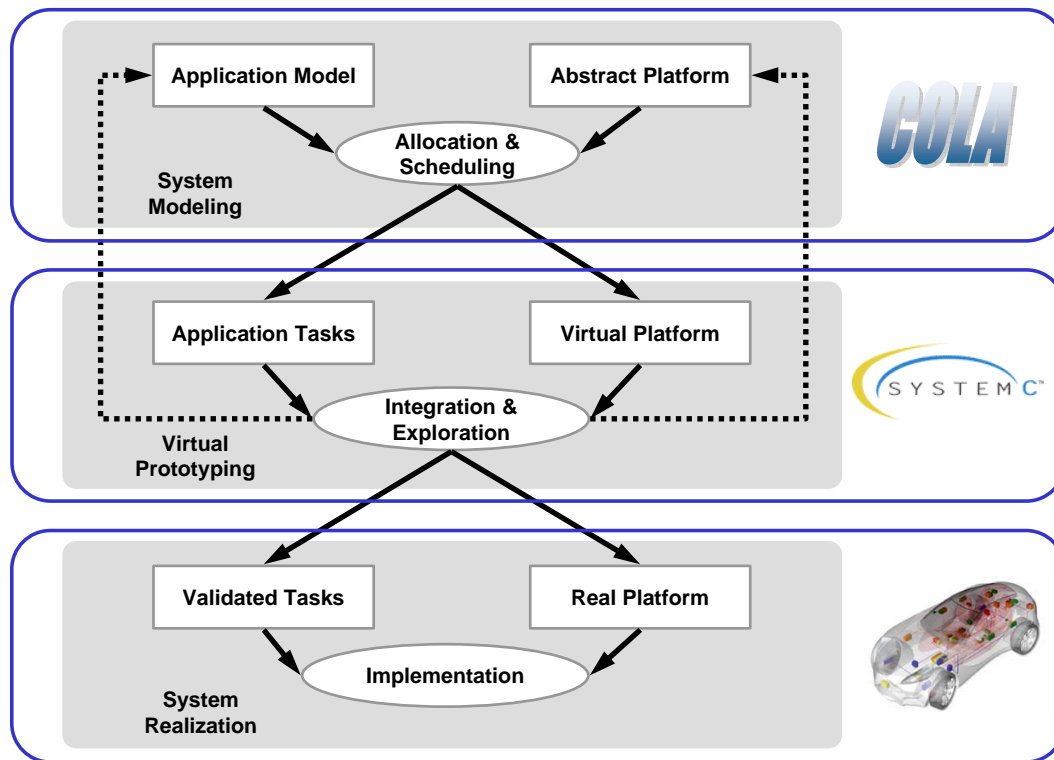 Application Model
Abstract Platform
Allocation &
Scheduling
System
Modeling
COLA
Application Tasks
Virtual Platform
Integration &
Exploration
Virtual
Prototyping
SYSTEMC™
Validated Tasks
Real Platform
Implementation
System
Realization